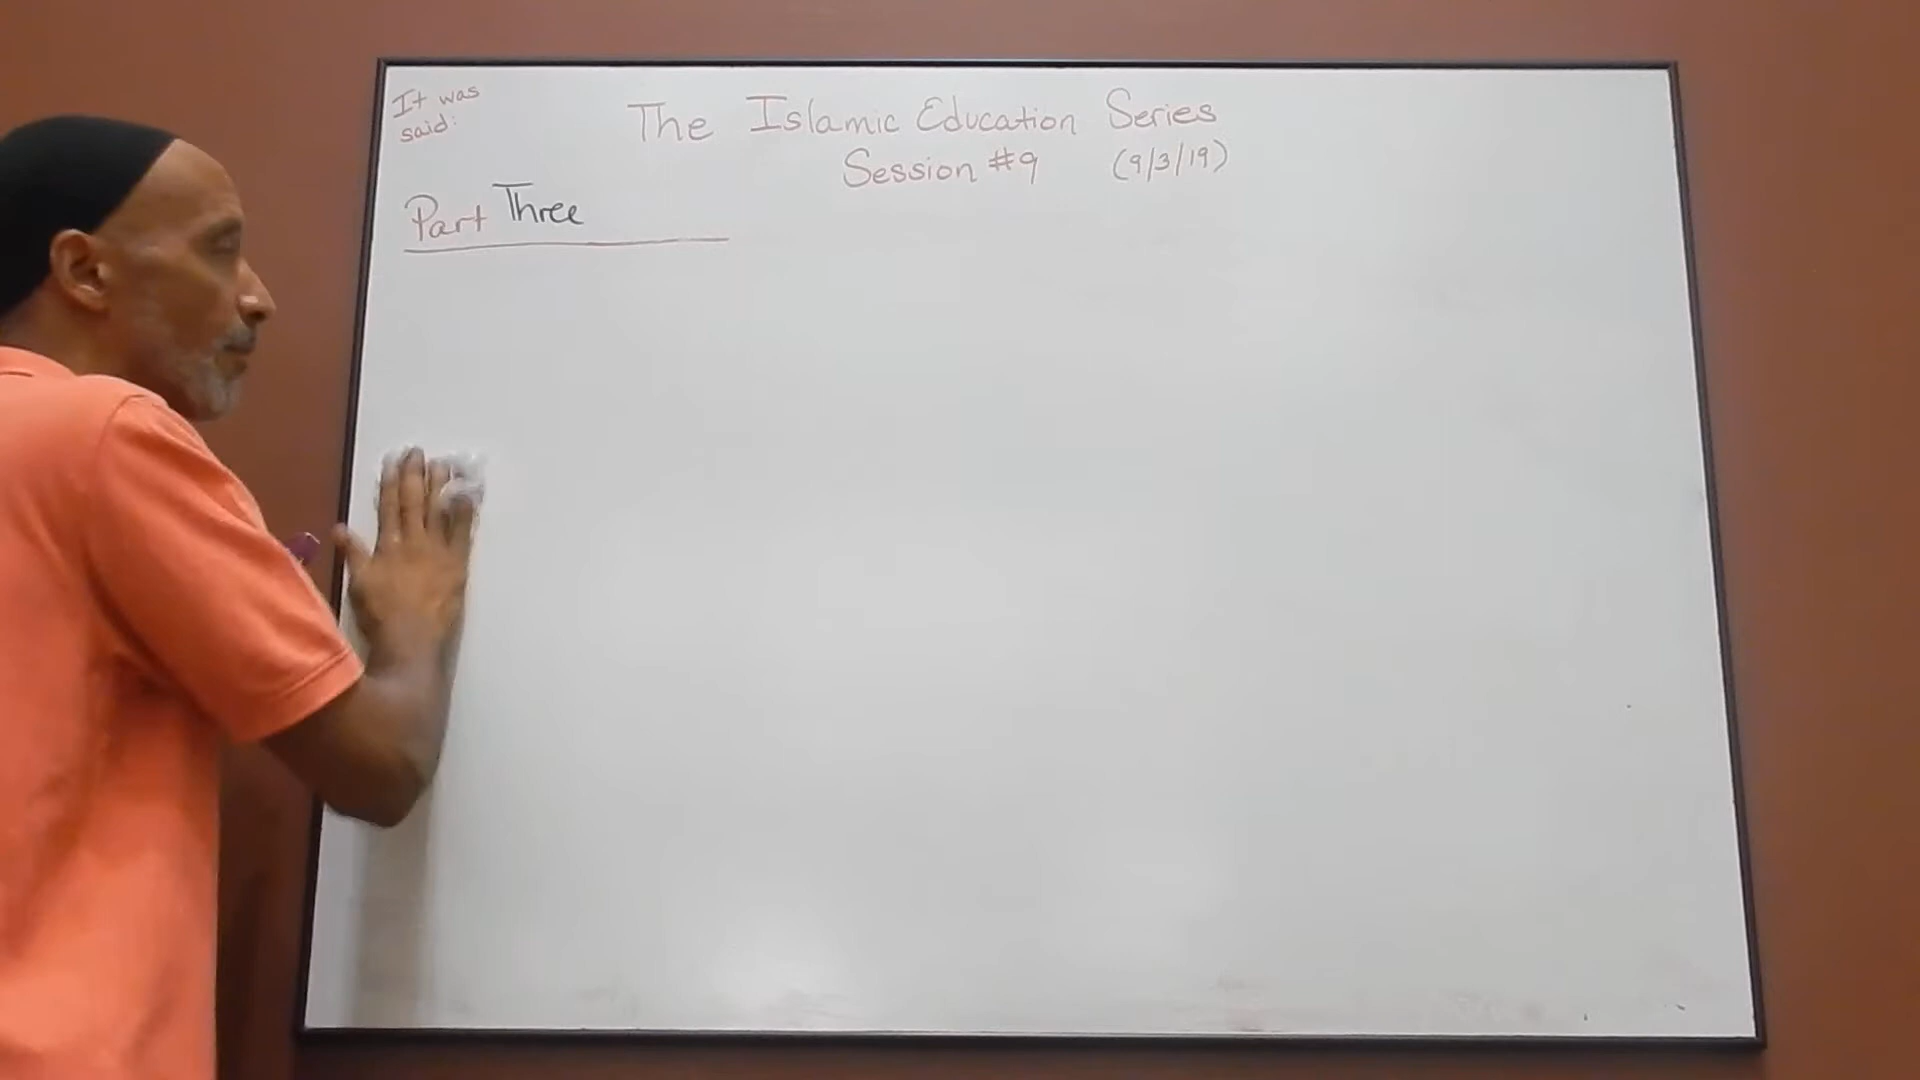 It was
said:
The Islamic Education Series
Session #9 (9/3/19)
Part Three